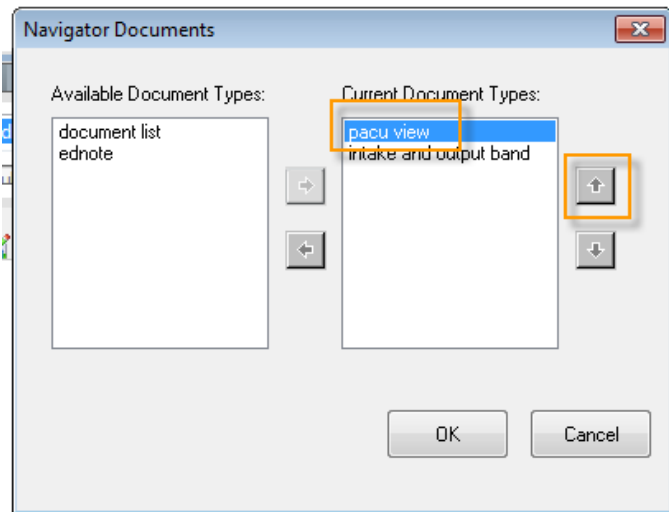 Navigator Documents
Available Document Types:
document list
ednote
Current Document Types:
pacu view
intake and output band
OK
Cancel